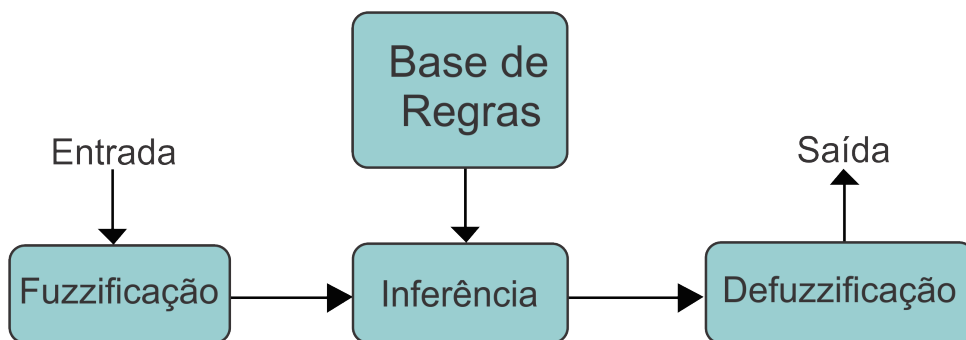 Base de
Regras
Entrada
Saída
Fuzzificação
Inferência
Defuzzificação